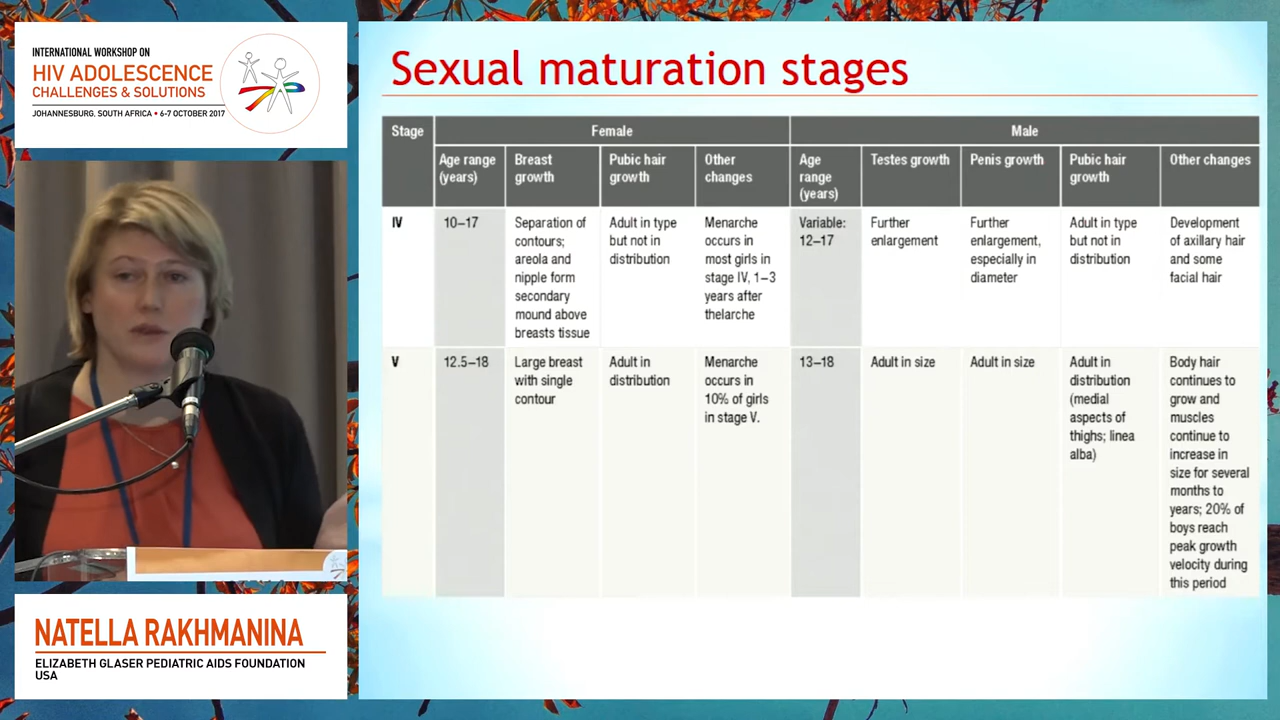 INTERNATIONAL WORKSHOP ON
HIV ADOLESCENCE
CHALLENGES & SOLUTIONS
JOHANNESBURG, SOUTH AFRICA • 6-7 OCTOBER 2017
Sexual maturation stages
Stage
Female
Male
Age range
(years)
Breast
growth
Pubic hair
growth
Other
changes
Age
range
(years)
Testes growth
Penis growth
Pubic hair
growth
Other changes
IV
10–17
Separation of
contours;
areola and
nipple form
secondary
mound above
breasts tissue
Adult in type
but not in
distribution
Menarche
occurs in
most girls in
stage IV, 1–3
years after
thelarche
Variable:
12–17
Further
enlargement
Further
enlargement,
especially in
diameter
Adult in type
but not in
distribution
Development
of axillary hair
and some
facial hair
V
12.5–18
Large breast
with single
contour
Adult in
distribution
Menarche
occurs in
10% of girls
in stage V.
13–18
Adult in size
Adult in size
Adult in
distribution
(medial
aspects of
thighs; linea
alba)
Body hair
continues to
grow and
muscles
continue to
increase in
size for several
months to
years; 20% of
boys reach
peak growth
velocity during
this period
NATELLA RAKHMANINA
ELIZABETH GLASER PEDIATRIC AIDS FOUNDATION
USA